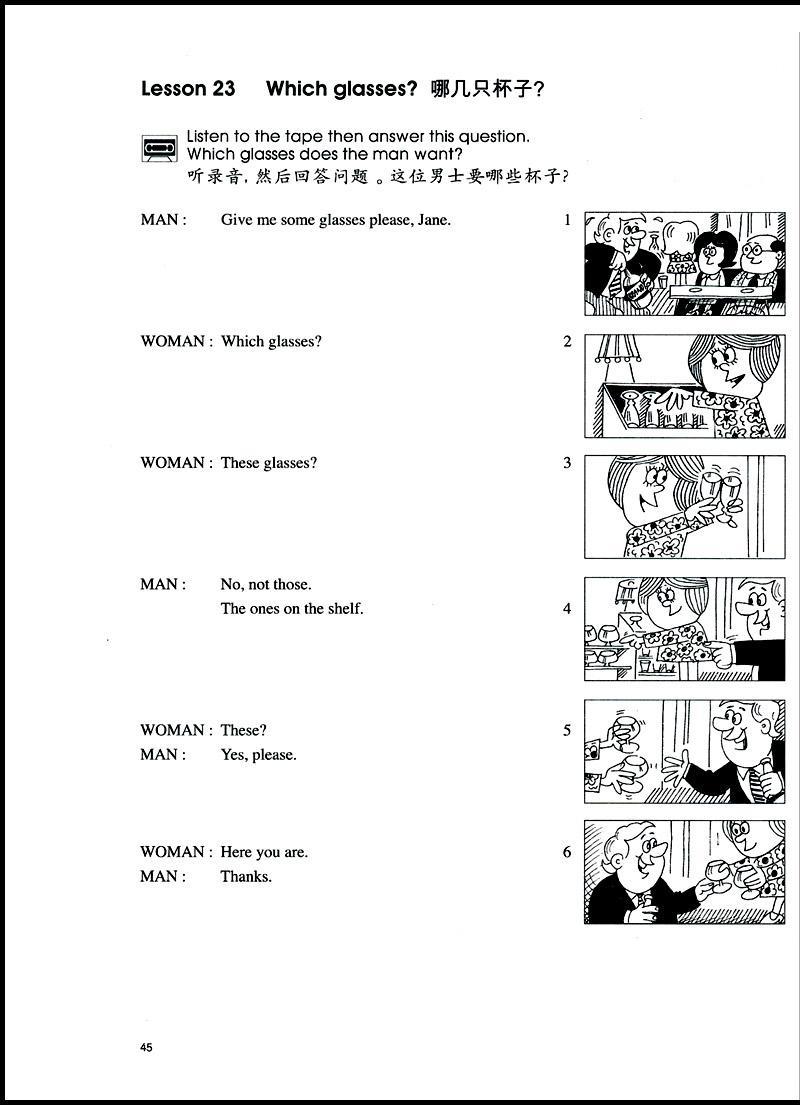 Lesson 23 Which glasses? 哪几只杯子?
Listen to the tape then answer this question.
Which glasses does the man want?
听录音, 然后回答问题 。这位男士要哪些杯子?
MAN : Give me some glasses please, Jane. 1
WOMAN : Which glasses? 2
WOMAN : These glasses? 3
MAN : No, not those.
The ones on the shelf. 4
WOMAN : These? 5
MAN : Yes, please.
WOMAN : Here you are. 6
MAN : Thanks.
45